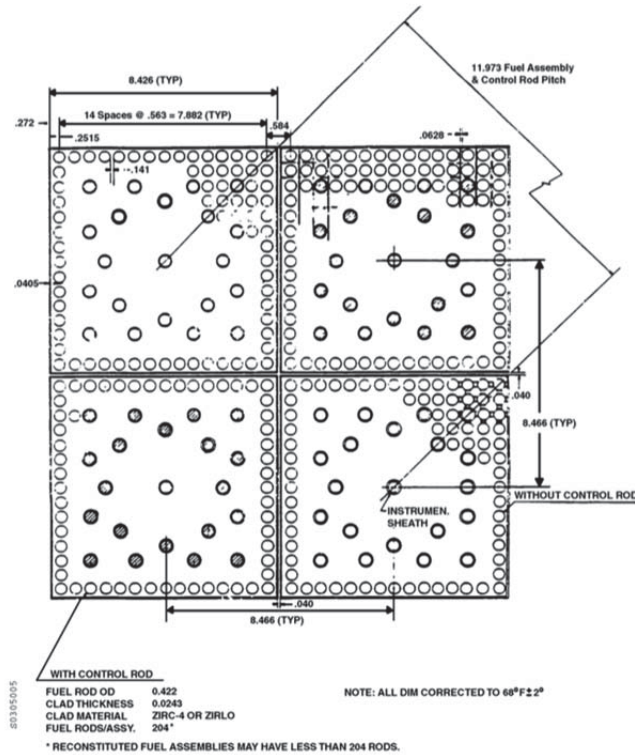 11.973 Fuel Assembly
& Control Rod Pitch
8.426 (TYP)
14 Spaces @ .563 = 7.882 (TYP)
.272
.2515
.584
.0628
.141
.0405
.040
8.466 (TYP)
INSTRUMEN.
SHEATH
WITHOUT CONTROL ROD
.040
8.466 (TYP)
WITH CONTROL ROD
FUEL ROD OD 0.422
CLAD THICKNESS 0.0243
CLAD MATERIAL ZIRC-4 OR ZIRLO
FUEL RODS/ASSY. 204*
NOTE: ALL DIM CORRECTED TO 68°F±2°
* RECONSTITUTED FUEL ASSEMBLIES MAY HAVE LESS THAN 204 RODS.
S0305005